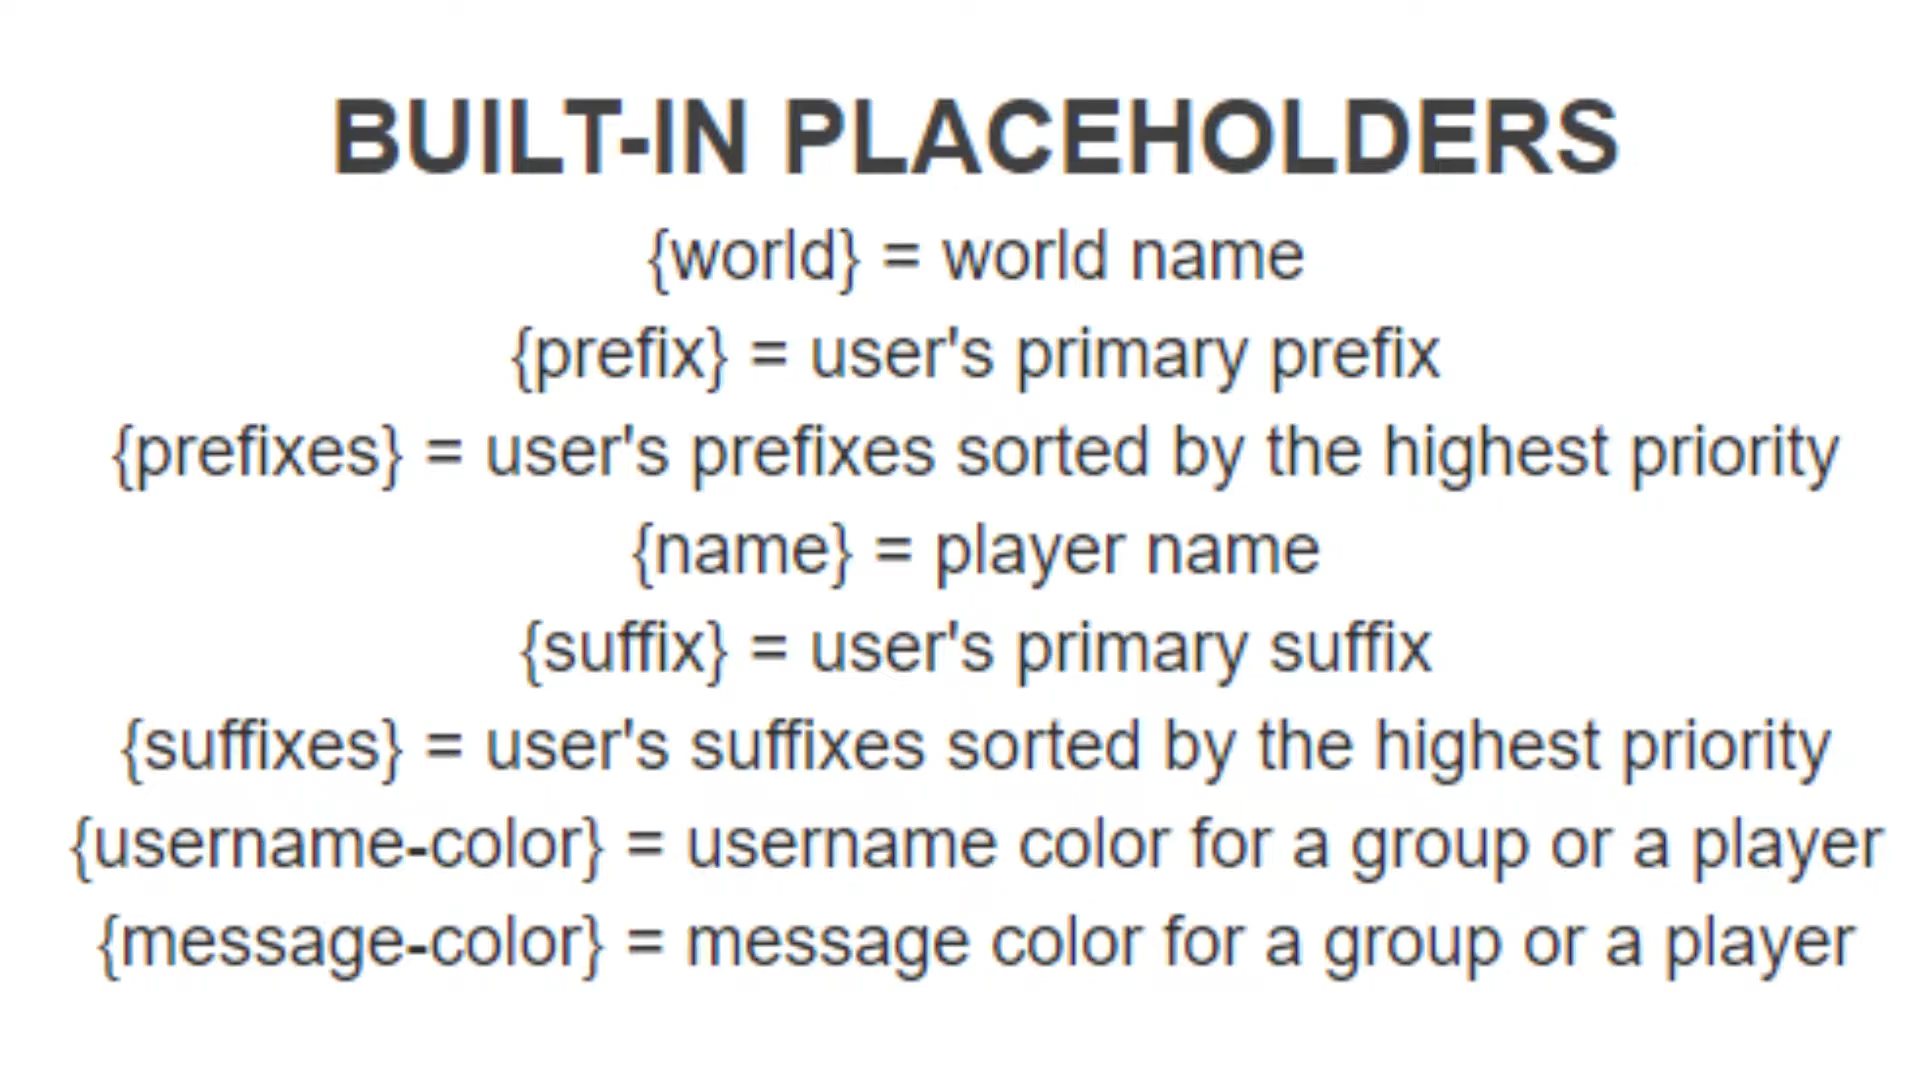 BUILT-IN PLACEHOLDERS
{world} = world name
{prefix} = user's primary prefix
{prefixes} = user's prefixes sorted by the highest priority
{name} = player name
{suffix} = user's primary suffix
{suffixes} = user's suffixes sorted by the highest priority
{username-color} = username color for a group or a player
{message-color} = message color for a group or a player